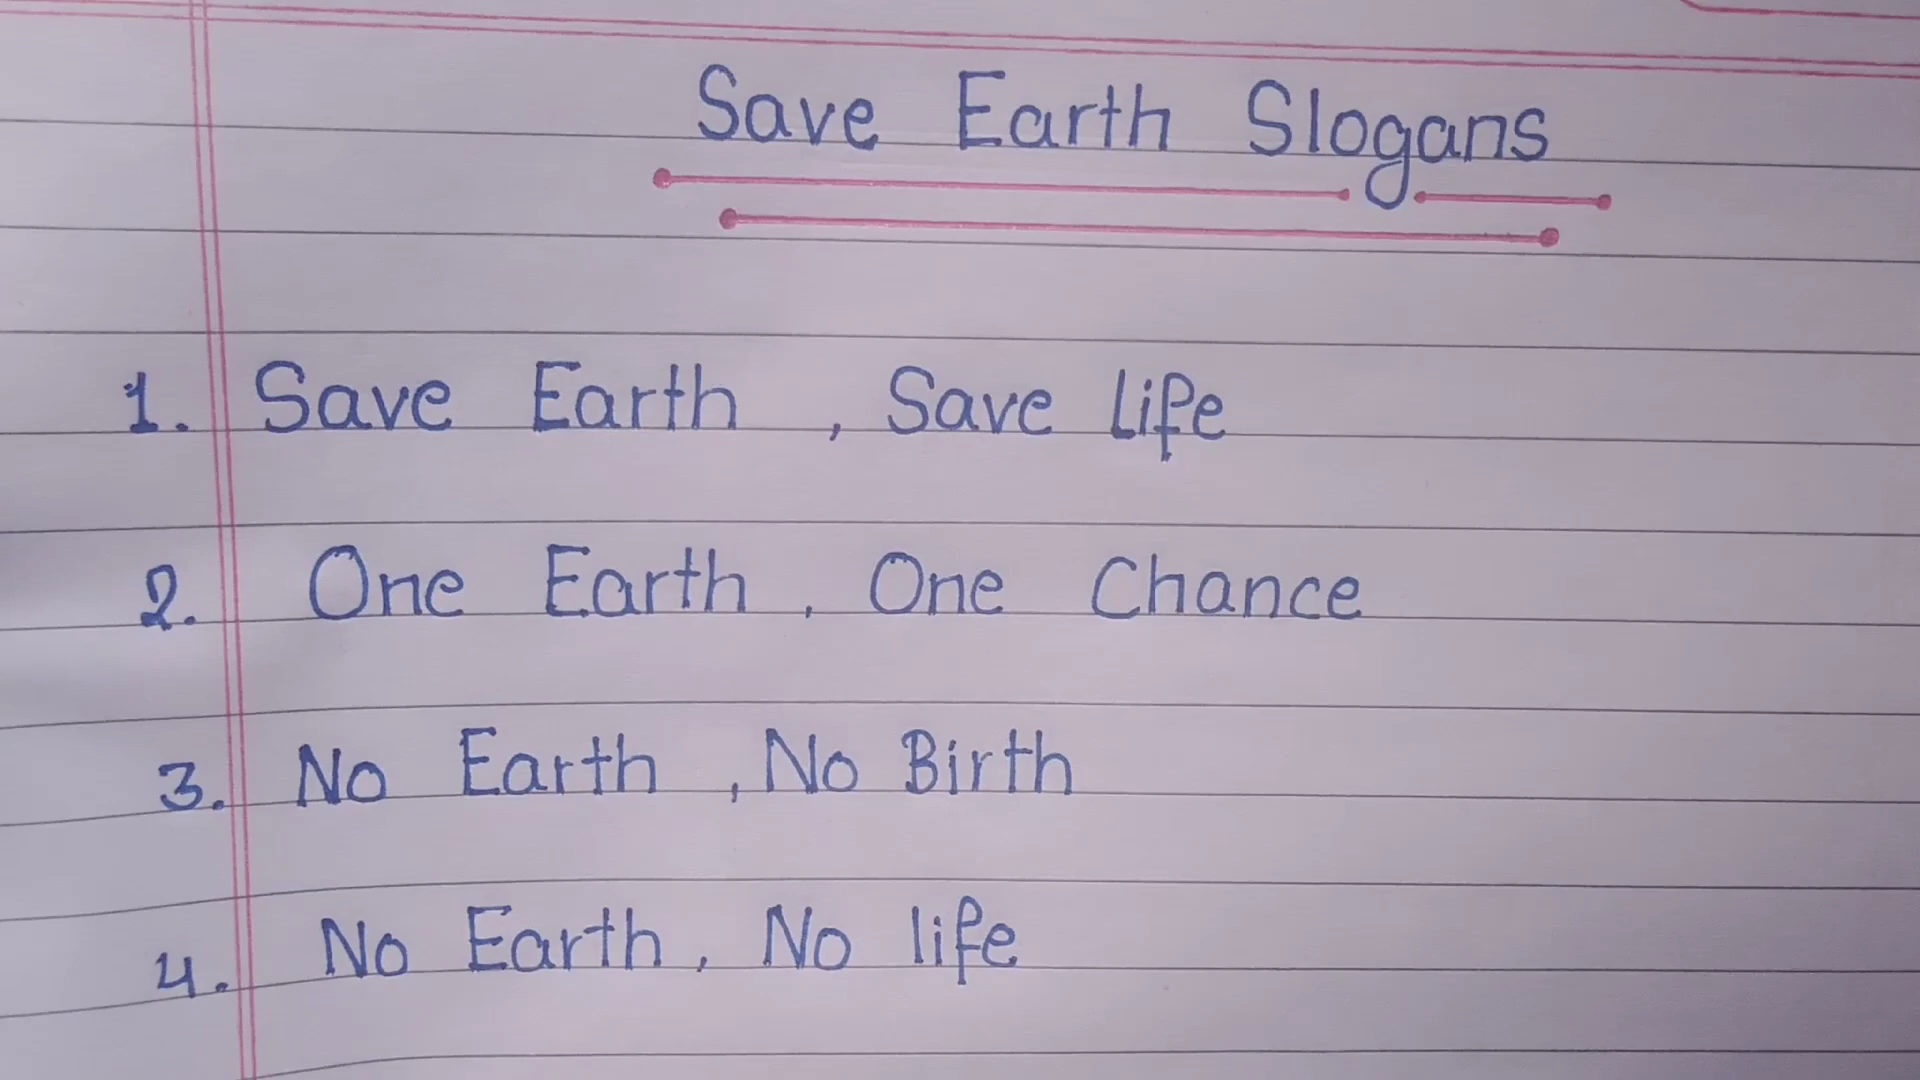 Save Earth Slogans
1. Save Earth , Save Life
2. One Earth , One Chance
3. No Earth , No Birth
4. No Earth , No life